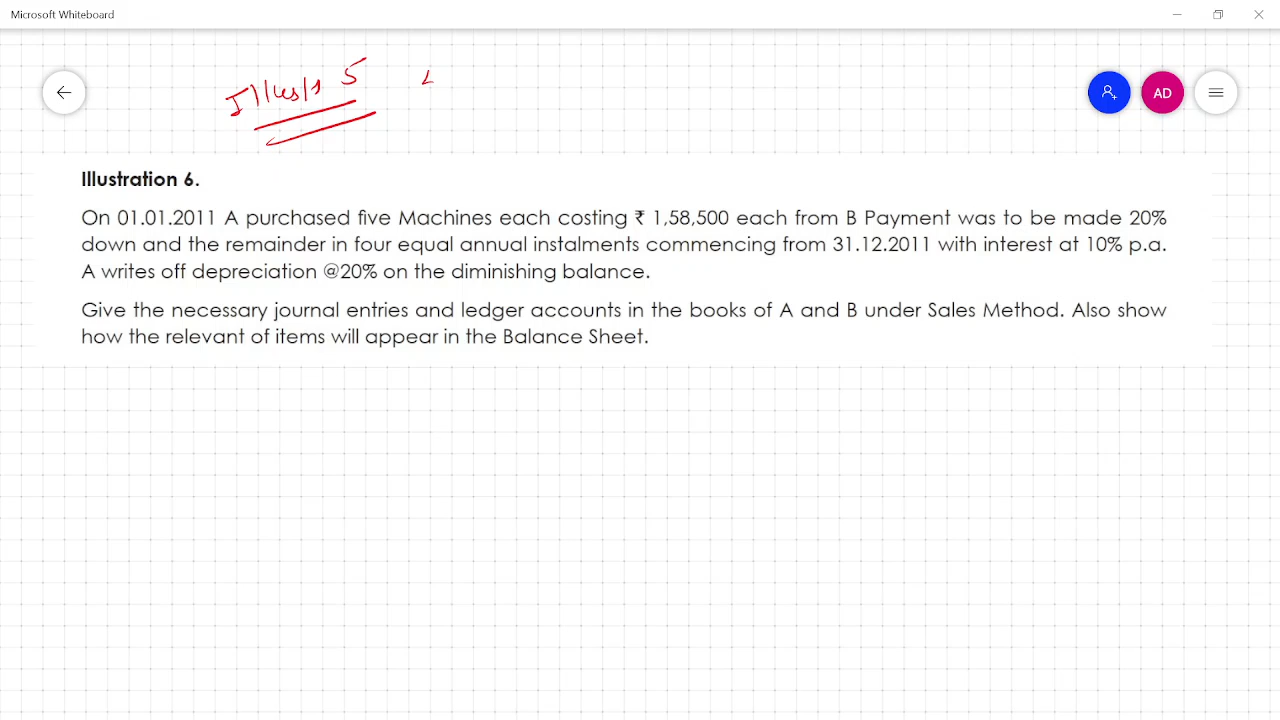 Microsoft Whiteboard
5
AD
Illustration 6.
On 01.01.2011 A purchased five Machines each costing ₹ 1,58,500 each from B Payment was to be made 20%
down and the remainder in four equal annual instalments commencing from 31.12.2011 with interest at 10% p.a.
A writes off depreciation @20% on the diminishing balance.
Give the necessary journal entries and ledger accounts in the books of A and B under Sales Method. Also show
how the relevant of items will appear in the Balance Sheet.